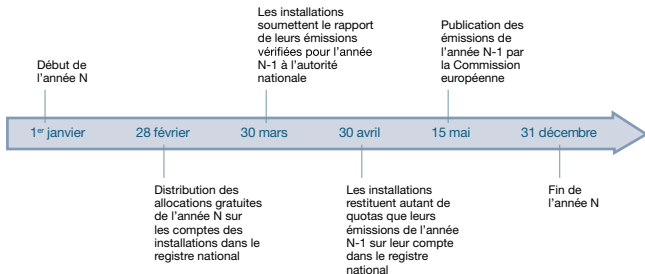 Les installations
soumettent le rapport
de leurs émissions
vérifiées pour l'année
N-1 à l'autorité
nationale
Publication des
émissions de
l'année N-1 par
la Commission
européenne
Début de
l'année N
1er janvier
28 février
30 mars
30 avril
15 mai
31 décembre
Distribution des
allocations gratuites
de l'année N sur
les comptes des
installations dans le
registre national
Les installations
restituent autant de
quotas que leurs
émissions de l'année
N-1 sur leur compte
dans le registre
national
Fin de
l'année N